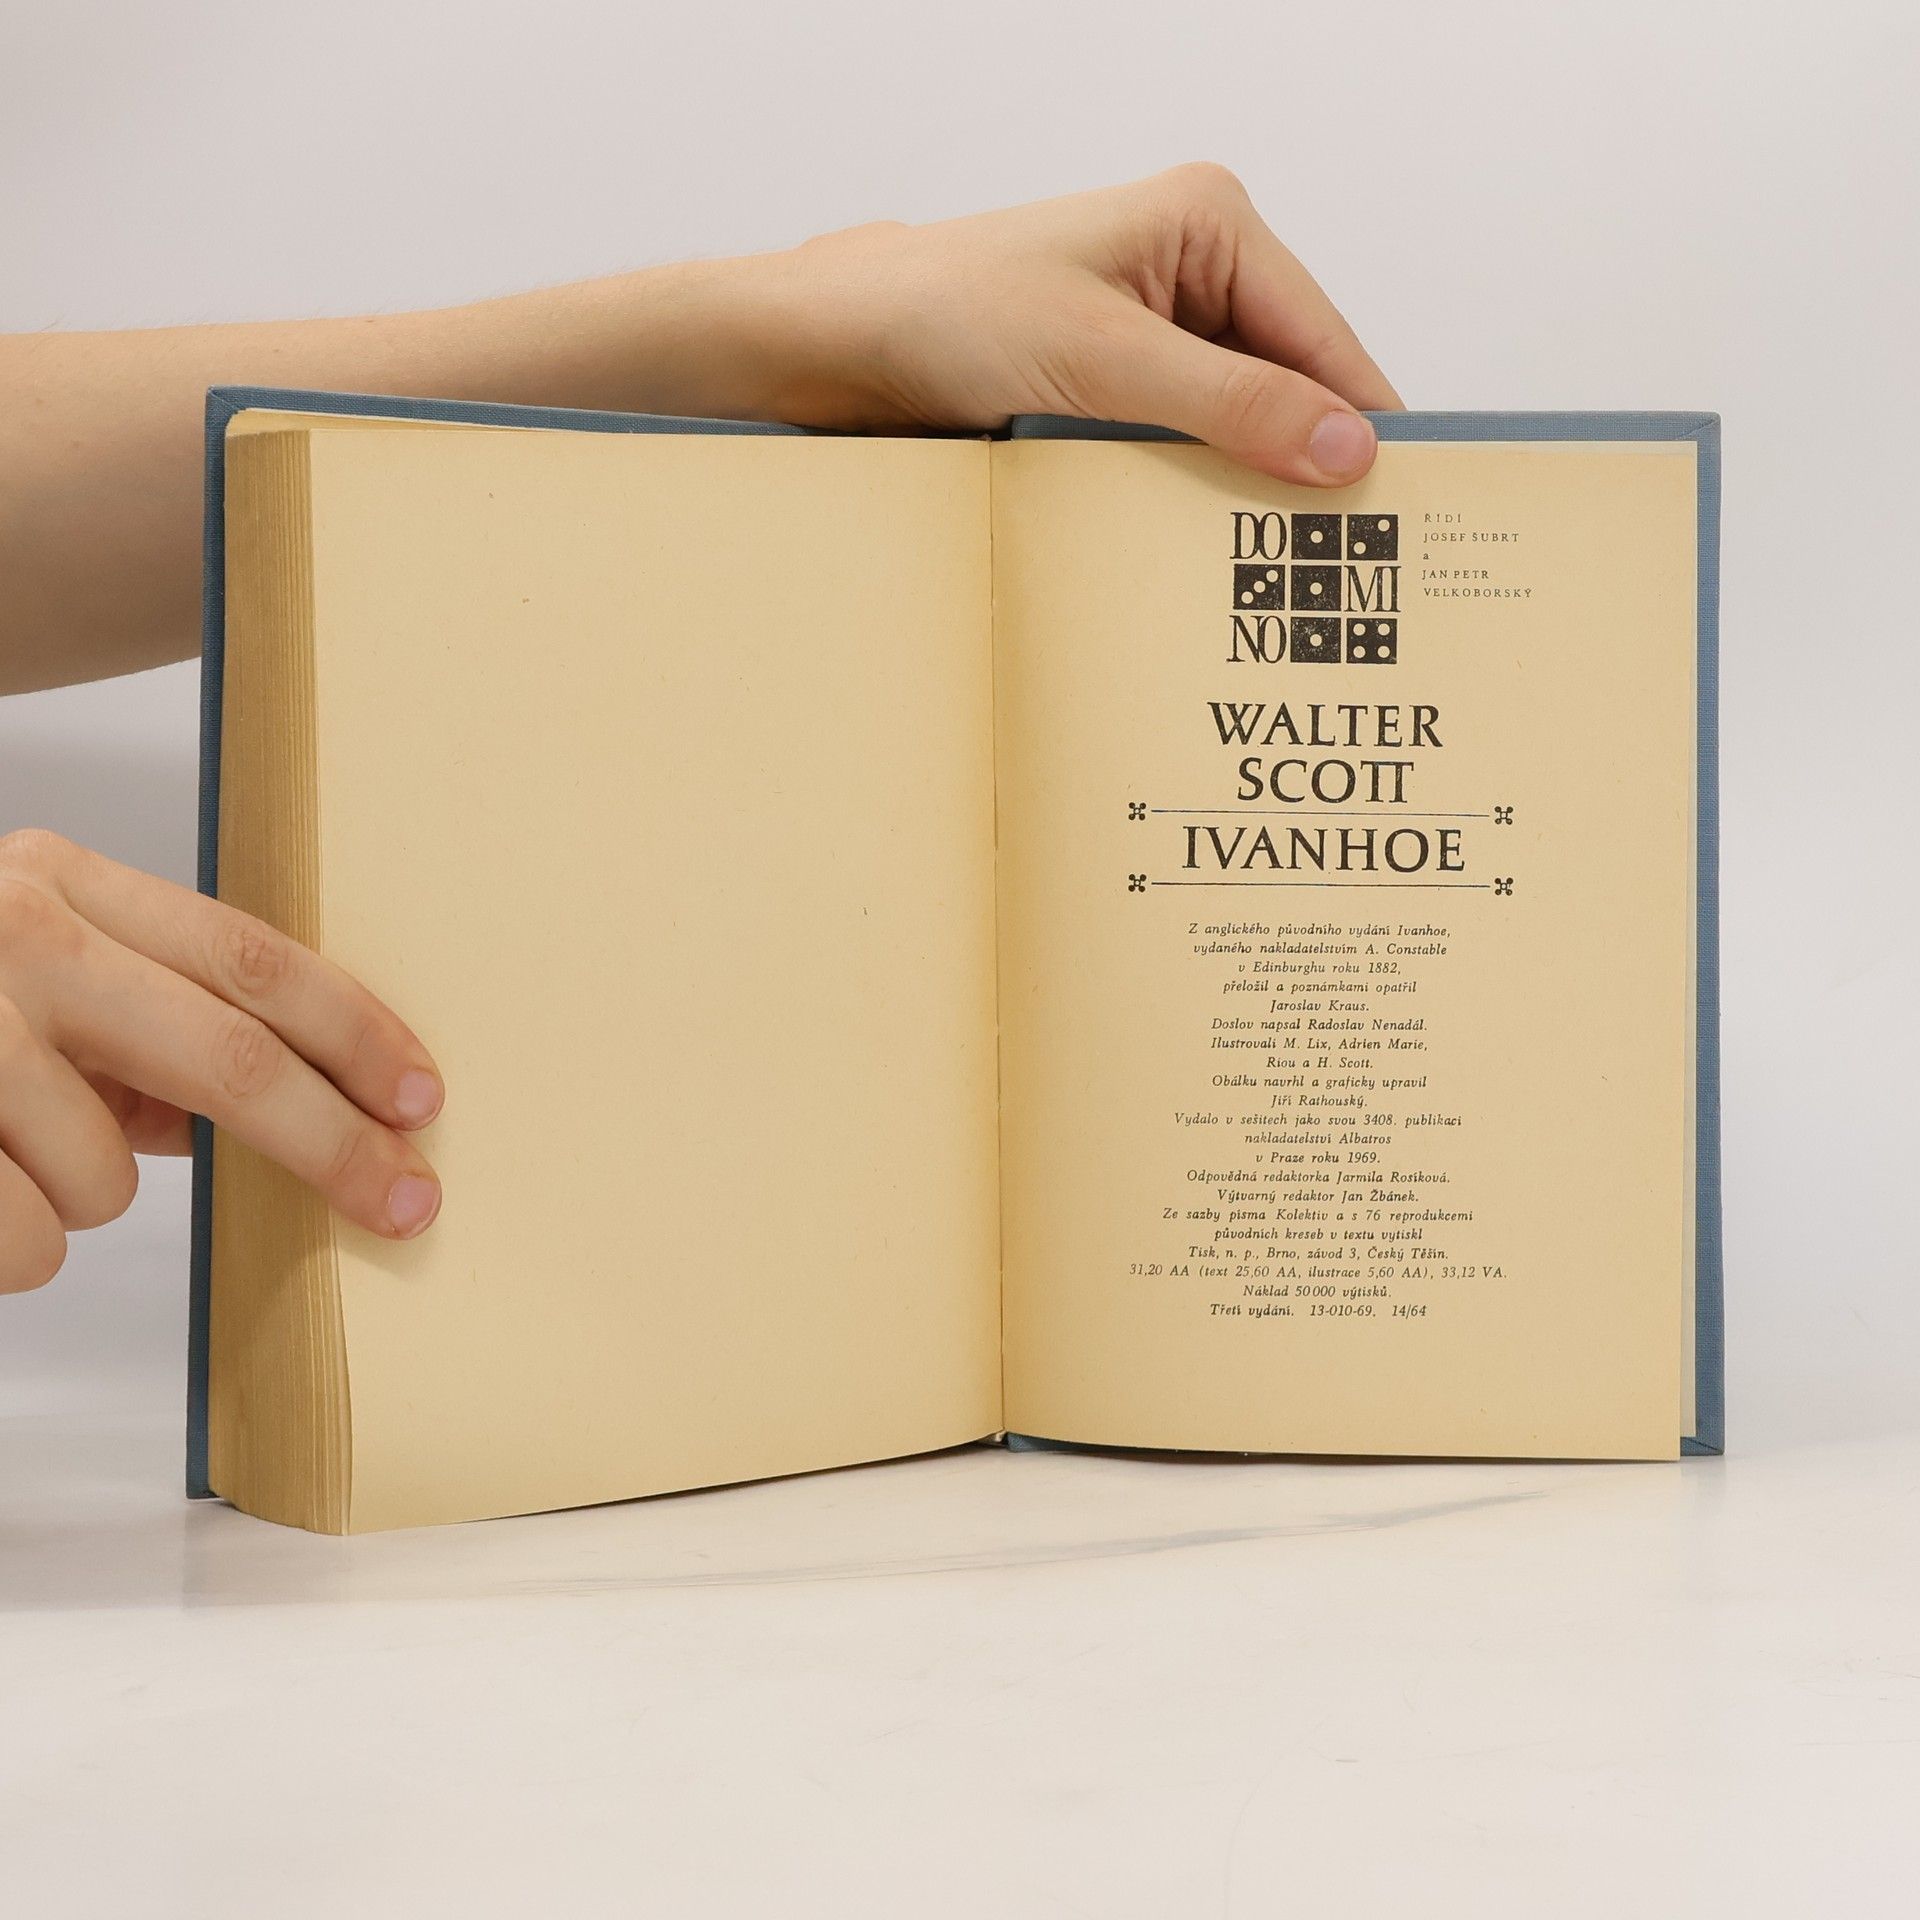 DO
MI
NO
ŘÍDÍ
JOSEF ŠUBRT
a
JAN PETR
VELKOBORSKÝ
WALTER
SCOTT
IVANHOE
Z anglického původního vydání Ivanhoe,
vydaného nakladatelstvím A. Constable
v Edinburghu roku 1882,
přeložil a poznámkami opatřil
Jaroslav Kraus.
Doslov napsal Radoslav Nenadál.
Ilustrovali M. Lix, Adrien Marie,
Riou a H. Scott.
Obálku navrhl a graficky upravil
Jiří Rathouský.
Vydalo v sešitech jako svou 3408. publikaci
nakladatelství Albatros
v Praze roku 1969.
Odpovědná redaktorka Jarmila Rosíková.
Výtvarný redaktor Jan Žbánek.
Ze sazby písma Kolektiv a s 76 reprodukcemi
původních kreseb v textu vytiskl
Tisk, n. p., Brno, závod 3, Český Těšín.
31,20 AA (text 25,60 AA, ilustrace 5,60 AA), 33,12 VA.
Náklad 50 000 výtisků.
Třetí vydání. 13-010-69. 14/64